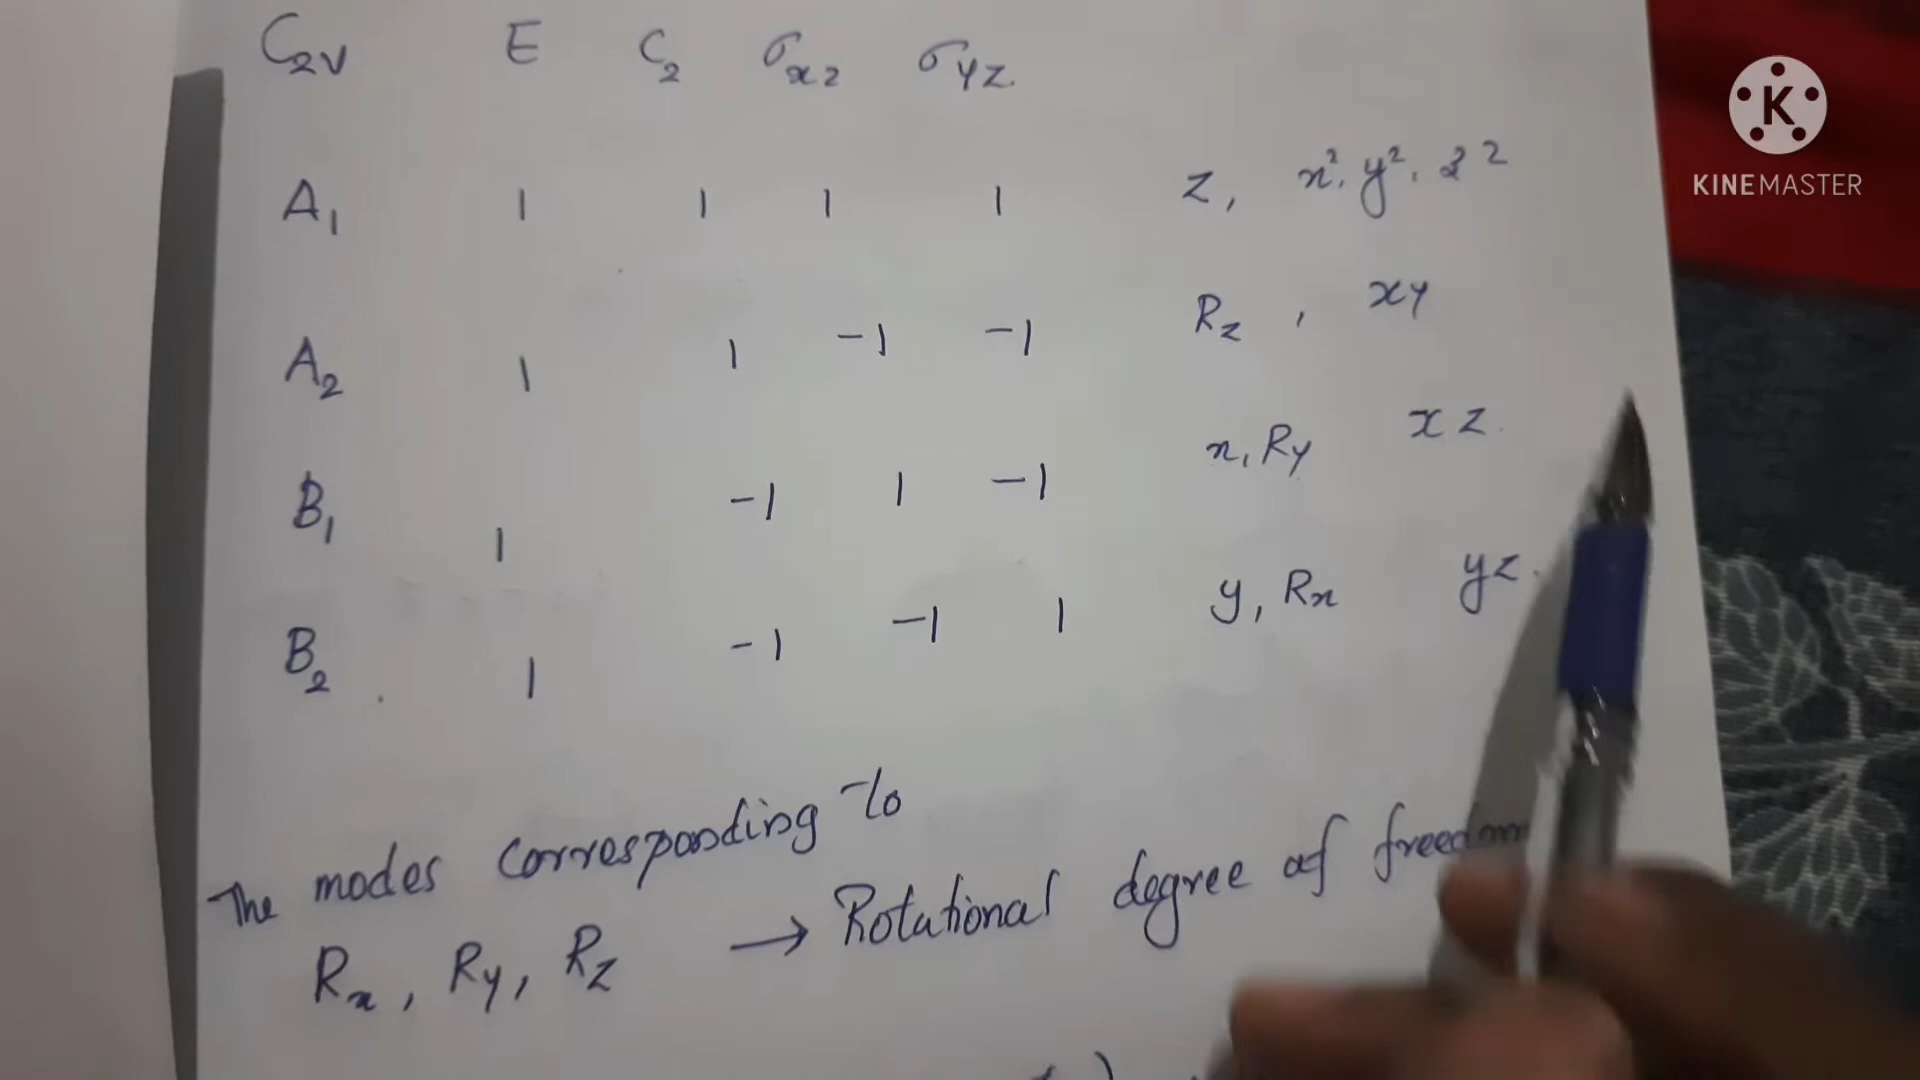 C2v E C2 σxz σyz
A1 1 1 1 1 z, x². y². z²
A2 1 1 -1 -1 Rz, xy
B1 1 -1 1 -1 x, Ry xz.
B2 1 -1 -1 1 y, Rx yz.
The modes corresponding to
Rx, Ry, Rz → Rotational degree of freedom
K
KINEMASTER